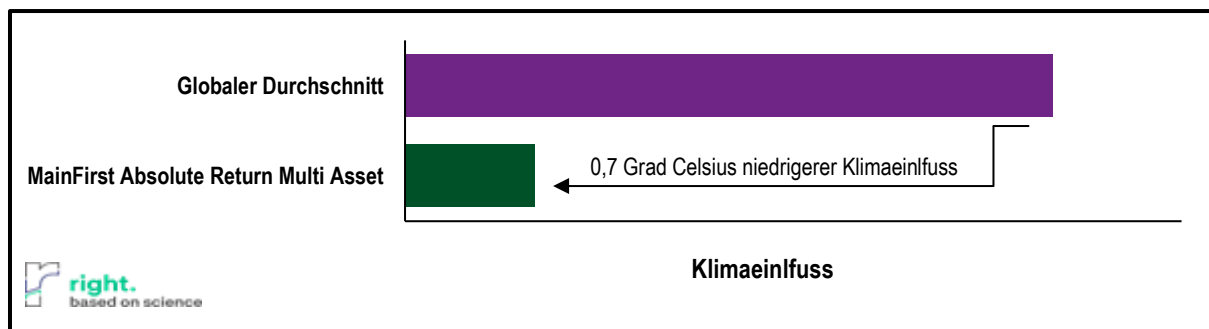 Globaler Durchschnitt
MainFirst Absolute Return Multi Asset
0,7 Grad Celsius niedrigerer Klimaeinlfuss
Klimaeinlfuss
right.
based on science